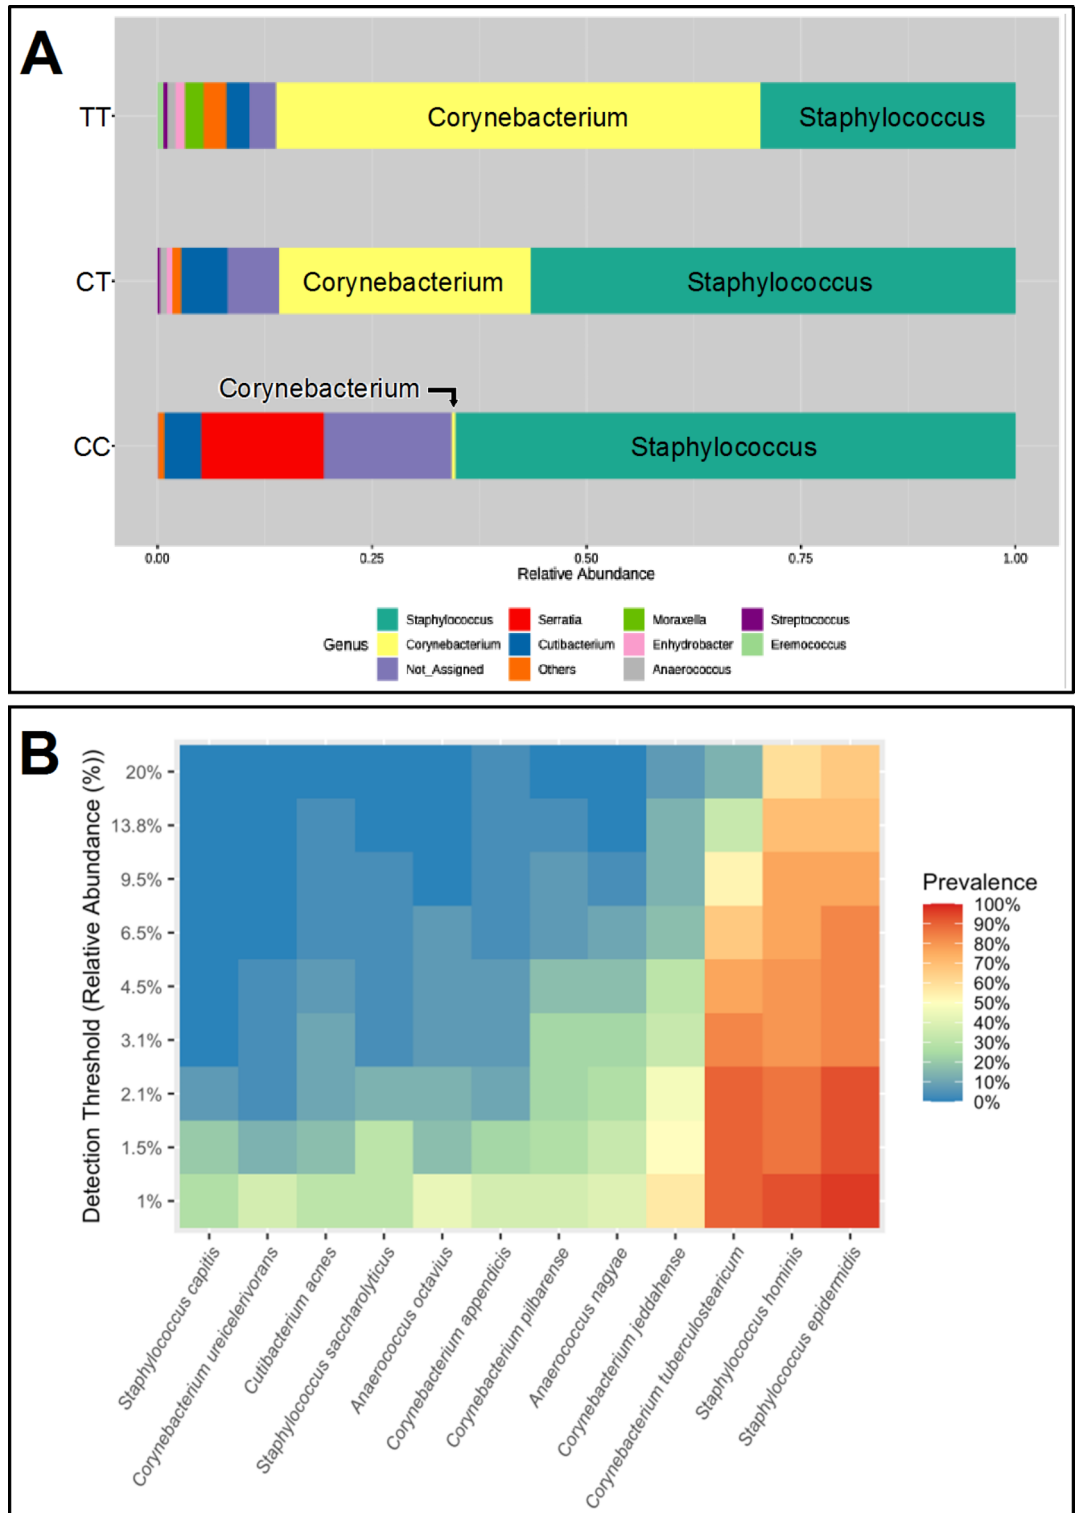 A
TT
Corynebacterium
Staphylococcus
CT
Corynebacterium
Staphylococcus
Corynebacterium
CC
Staphylococcus
0.00 0.25 0.50 0.75 1.00
Relative Abundance
Genus
Staphylococcus Serratia Moraxella Streptococcus
Corynebacterium Cutibacterium Enhydrobacter Eremococcus
Not_Assigned Others Anaerococcus
B
Detection Threshold (Relative Abundance (%))
20%
13.8%
9.5%
6.5%
4.5%
3.1%
2.1%
1.5%
1%
Prevalence
100%
90%
80%
70%
60%
50%
40%
30%
20%
10%
0%
Staphylococcus capitis
Corynebacterium ureicelerivorans
Cutibacterium acnes
Staphylococcus saccharolyticus
Anaerococcus octavius
Corynebacterium appendicis
Corynebacterium pilbarense
Anaerococcus nagyae
Corynebacterium jeddahense
Corynebacterium tuberculostearicum
Staphylococcus hominis
Staphylococcus epidermidis